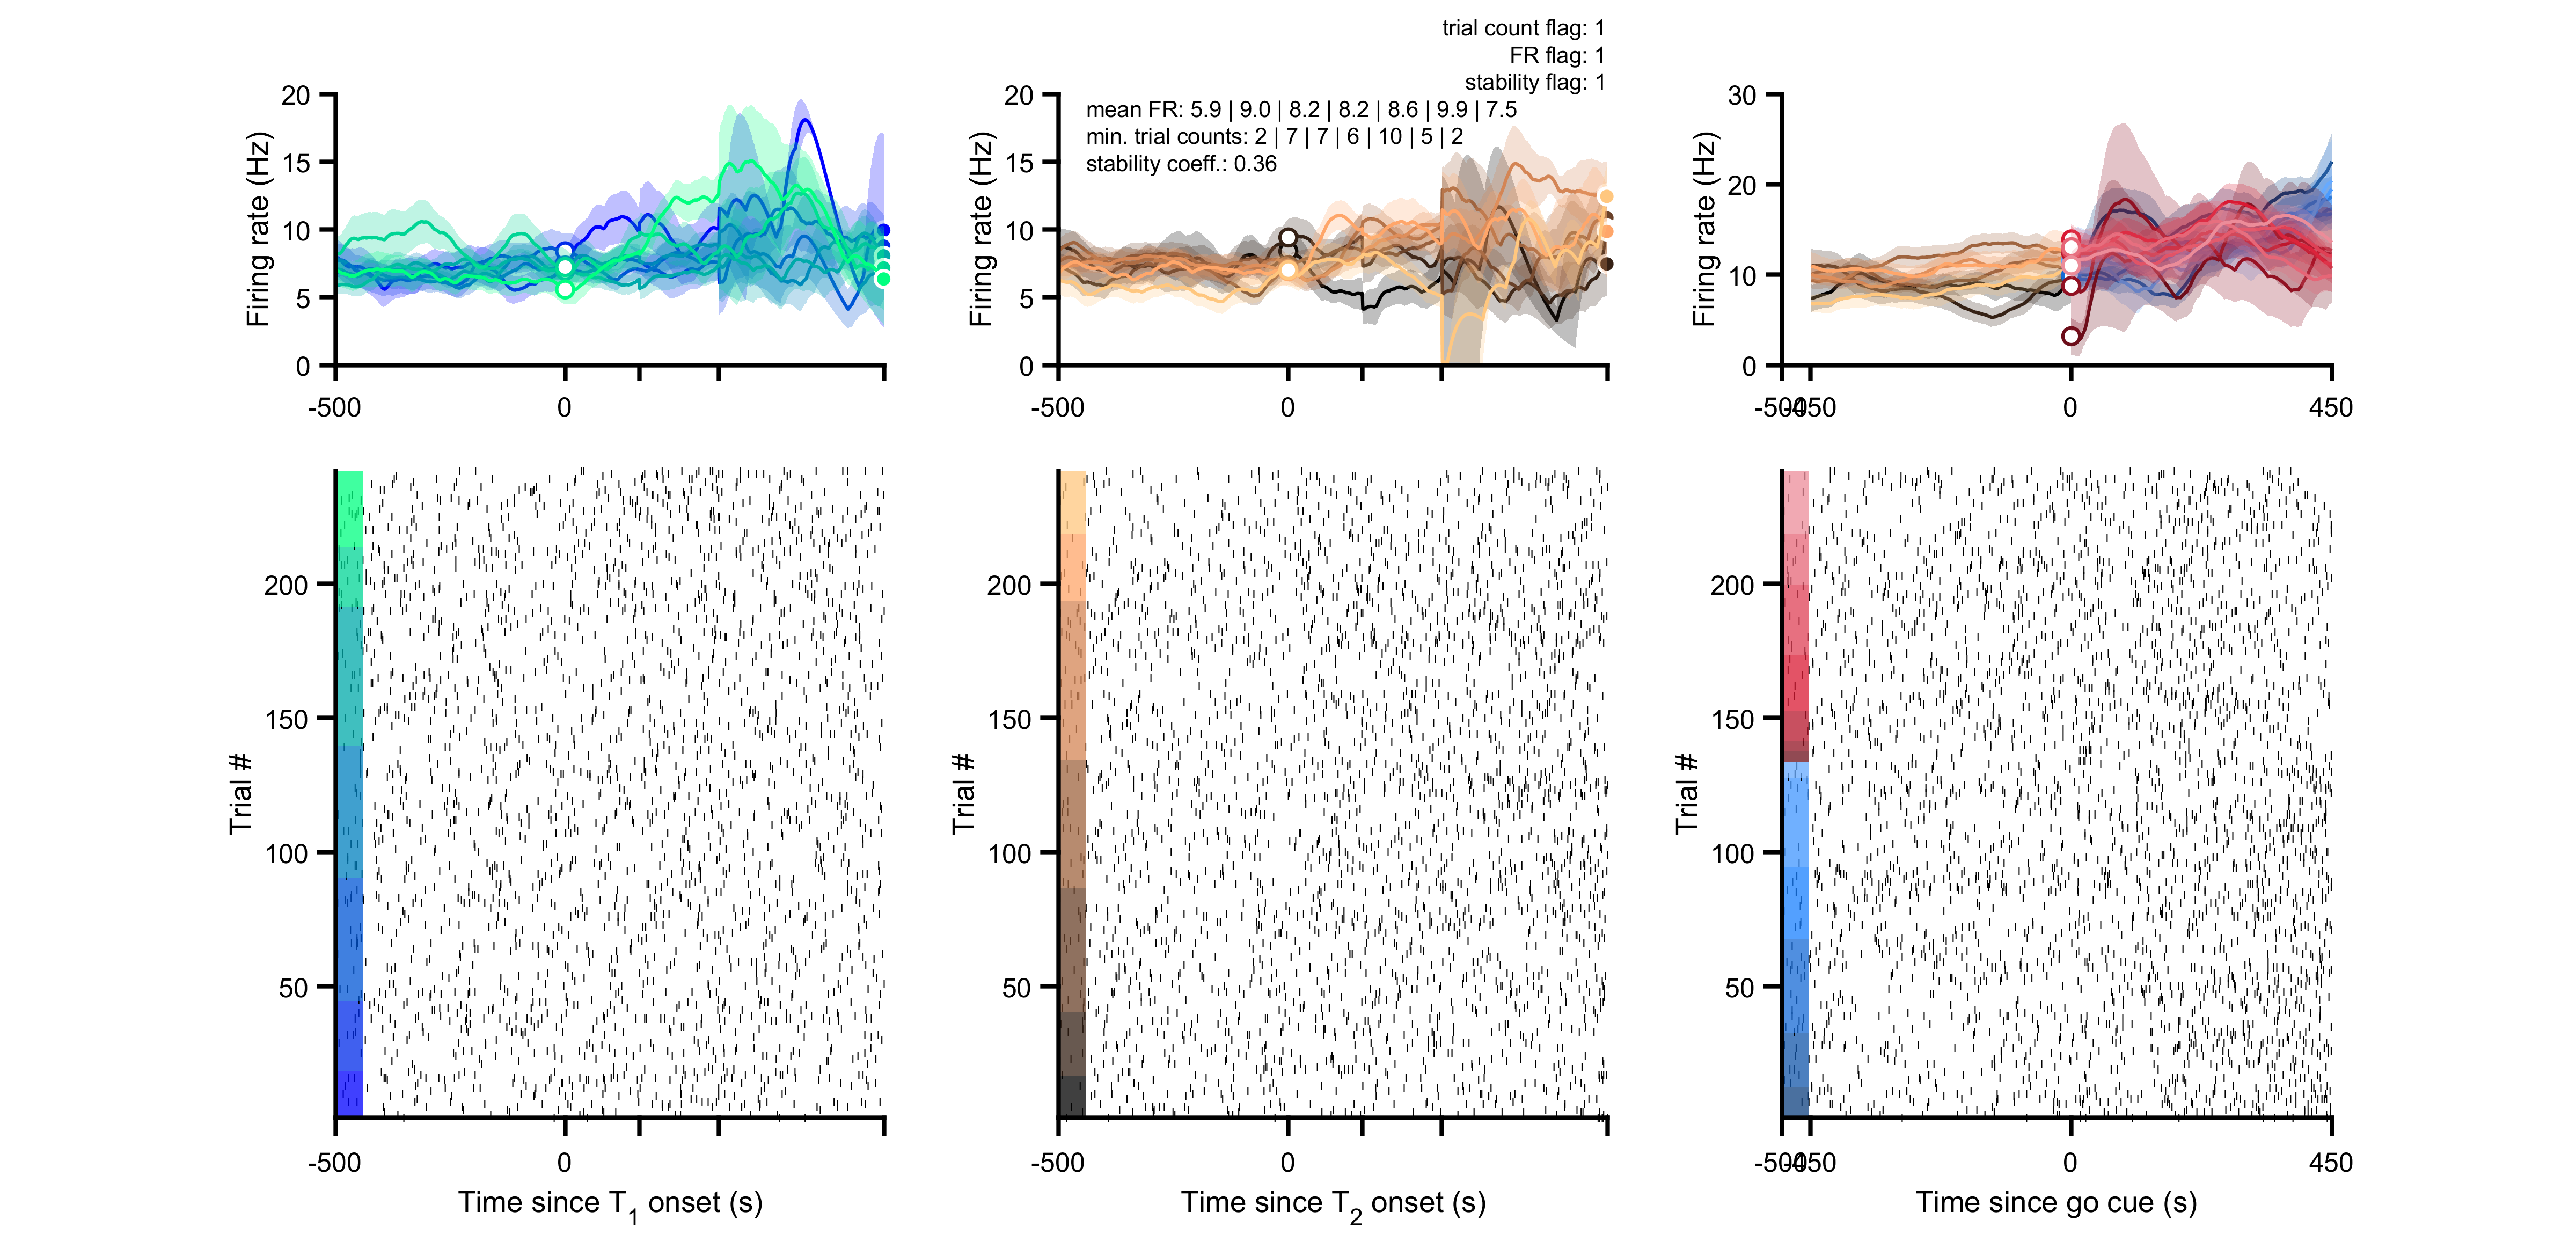 trial count flag: 1
FR flag: 1
stability flag: 1
mean FR: 5.9 | 9.0 | 8.2 | 8.2 | 8.6 | 9.9 | 7.5
min. trial counts: 2 | 7 | 7 | 6 | 10 | 5 | 2
stability coeff.: 0.36
Firing rate (Hz)
20
15
10
5
0
-500
0
Firing rate (Hz)
20
15
10
5
0
-500
0
Firing rate (Hz)
30
20
10
0
-500
-450
0
450
Trial #
200
150
100
50
-500
0
Time since T1 onset (s)
Trial #
200
150
100
50
-500
0
Time since T2 onset (s)
Trial #
200
150
100
50
-500
-450
0
450
Time since go cue (s)